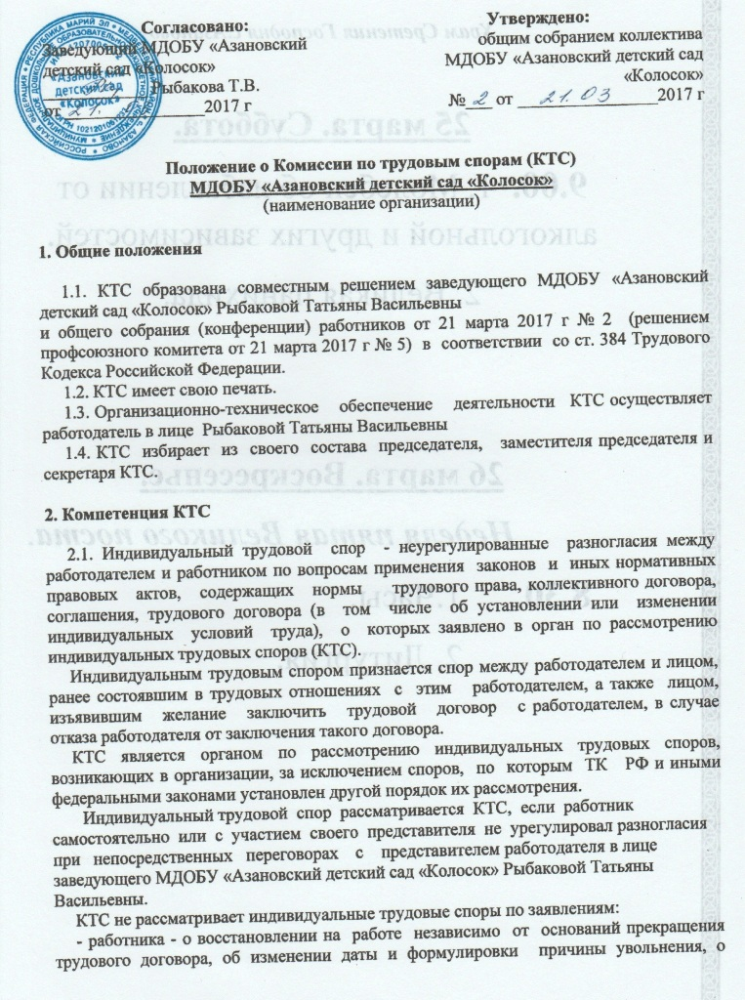 Согласовано:
Заведующий МДОБУ «Азановский
детский сад «Колосок»
Рыбакова Т.В.
от 21. 2017 г
Утверждено:
общим собранием коллектива
МДОБУ «Азановский детский сад
«Колосок»
№ 2 от 21.03 2017 г
«Азановский
детский сад
«Колосок»
Положение о Комиссии по трудовым спорам (КТС)
МДОБУ «Азановский детский сад «Колосок»
(наименование организации)
1. Общие положения
1.1. КТС образована совместным решением заведующего МДОБУ «Азановский
детский сад «Колосок» Рыбаковой Татьяны Васильевны
и общего собрания (конференции) работников от 21 марта 2017 г № 2 (решением
профсоюзного комитета от 21 марта 2017 г № 5) в соответствии со ст. 384 Трудового
Кодекса Российской Федерации.
1.2. КТС имеет свою печать.
1.3. Организационно-техническое обеспечение деятельности КТС осуществляет
работодатель в лице Рыбаковой Татьяны Васильевны
1.4. КТС избирает из своего состава председателя, заместителя председателя и
секретаря КТС.
2. Компетенция КТС
2.1. Индивидуальный трудовой спор - неурегулированные разногласия между
работодателем и работником по вопросам применения законов и иных нормативных
правовых актов, содержащих нормы трудового права, коллективного договора,
соглашения, трудового договора (в том числе об установлении или изменении
индивидуальных условий труда), о которых заявлено в орган по рассмотрению
индивидуальных трудовых споров (КТС).
Индивидуальным трудовым спором признается спор между работодателем и лицом,
ранее состоявшим в трудовых отношениях с этим работодателем, а также лицом,
изъявившим желание заключить трудовой договор с работодателем, в случае
отказа работодателя от заключения такого договора.
КТС является органом по рассмотрению индивидуальных трудовых споров,
возникающих в организации, за исключением споров, по которым ТК РФ и иными
федеральными законами установлен другой порядок их рассмотрения.
Индивидуальный трудовой спор рассматривается КТС, если работник
самостоятельно или с участием своего представителя не урегулировал разногласия
при непосредственных переговорах с представителем работодателя в лице
заведующего МДОБУ «Азановский детский сад «Колосок» Рыбаковой Татьяны
Васильевны.
КТС не рассматривает индивидуальные трудовые споры по заявлениям:
- работника - о восстановлении на работе независимо от оснований прекращения
трудового договора, об изменении даты и формулировки причины увольнения, о